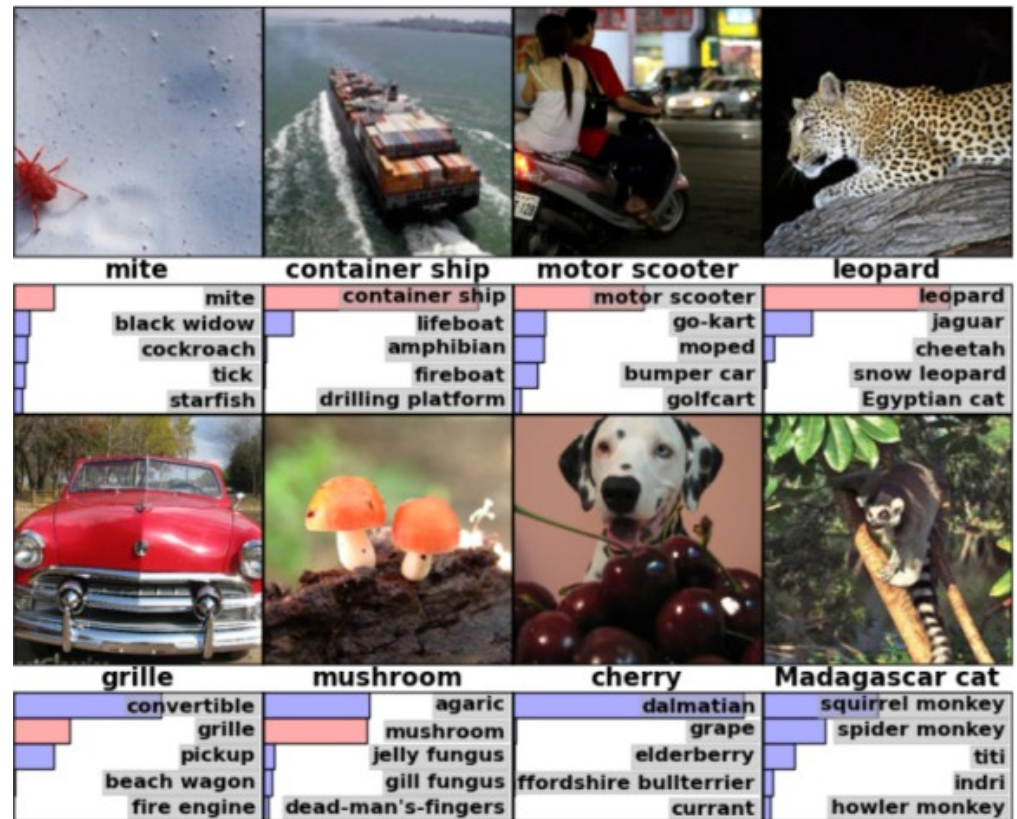 mite
container ship
motor scooter
leopard
mite
black widow
cockroach
tick
starfish
container ship
lifeboat
amphibian
fireboat
drilling platform
motor scooter
go-kart
moped
bumper car
golfcart
leopard
jaguar
cheetah
snow leopard
Egyptian cat
grille
mushroom
cherry
Madagascar cat
convertible
grille
pickup
beach wagon
fire engine
agaric
mushroom
jelly fungus
gill fungus
dead-man's-fingers
dalmatian
grape
elderberry
ffordshire bullterrier
currant
squirrel monkey
spider monkey
titi
indri
howler monkey